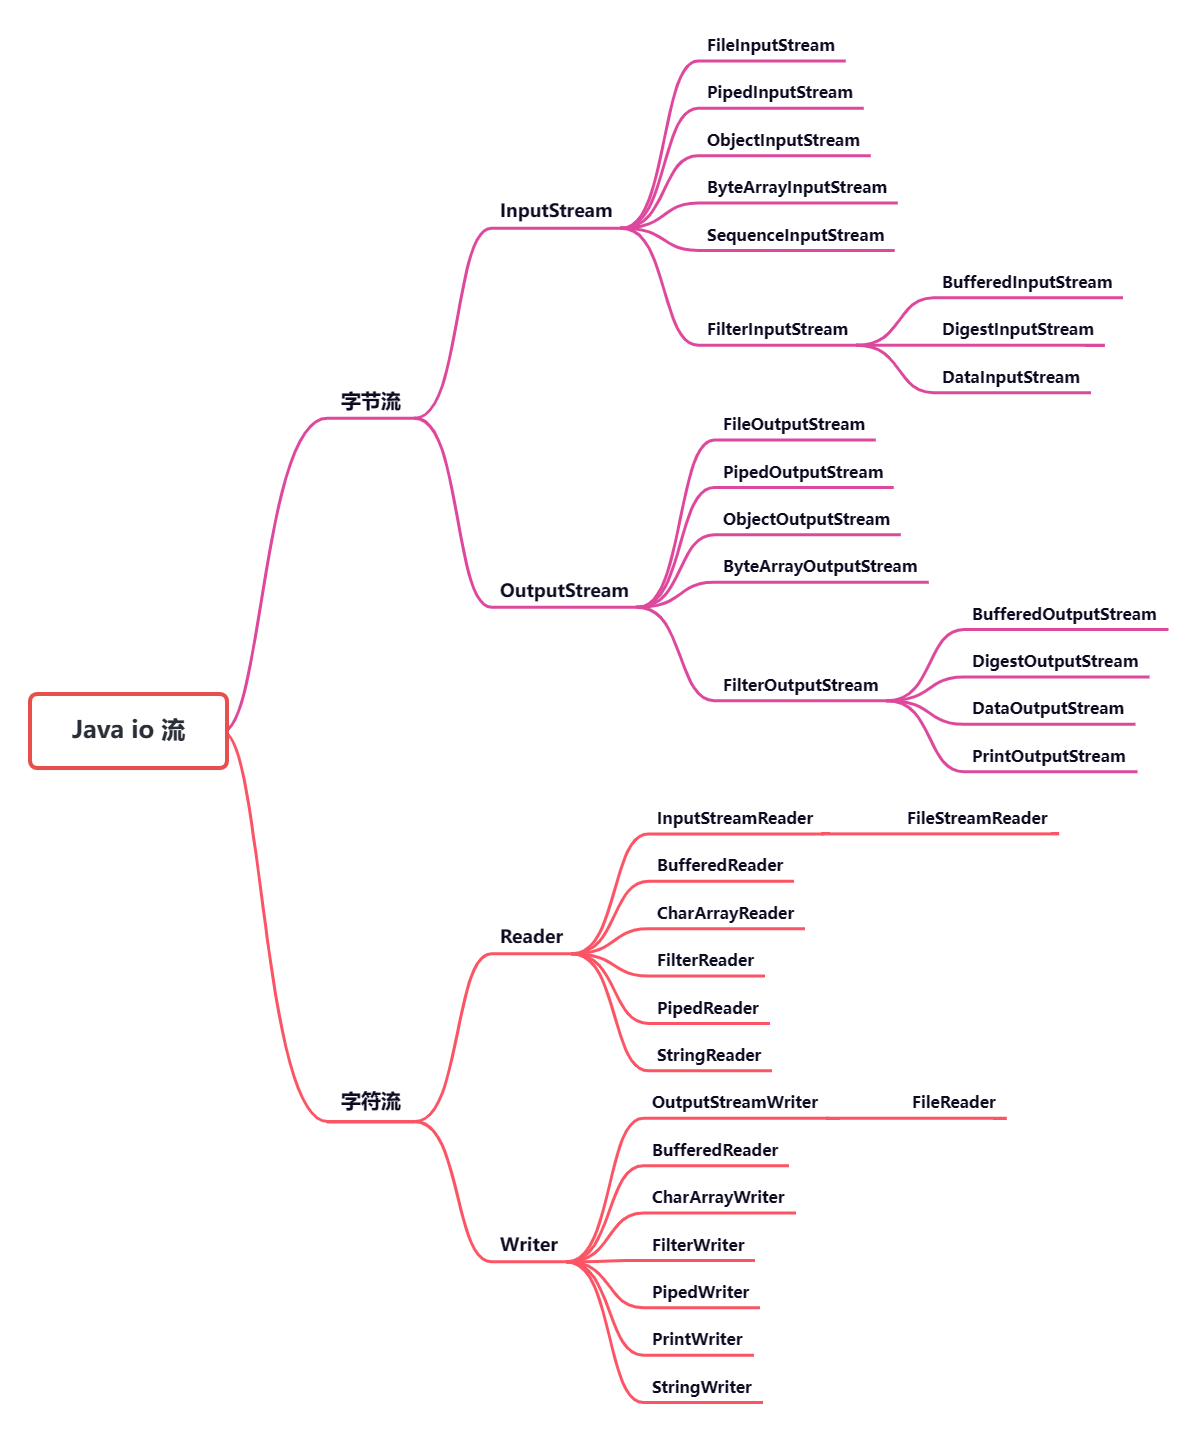 Java io 流
字节流
InputStream
FileInputStream
PipedInputStream
ObjectInputStream
ByteArrayInputStream
SequenceInputStream
FilterInputStream
BufferedInputStream
DigestInputStream
DataInputStream
OutputStream
FileOutputStream
PipedOutputStream
ObjectOutputStream
ByteArrayOutputStream
FilterOutputStream
BufferedOutputStream
DigestOutputStream
DataOutputStream
PrintOutputStream
字符流
Reader
InputStreamReader
FileStreamReader
BufferedReader
CharArrayReader
FilterReader
PipedReader
StringReader
Writer
OutputStreamWriter
FileReader
BufferedReader
CharArrayWriter
FilterWriter
PipedWriter
PrintWriter
StringWriter